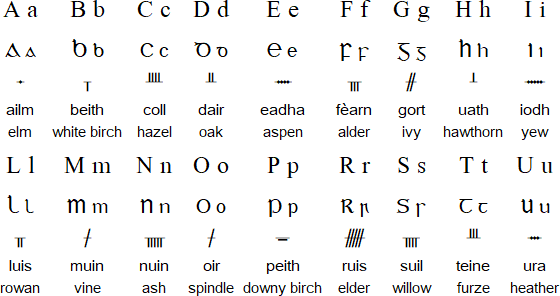 A a B b C c D d E e F f G g H h I i
A a B b C c Ꝺ ꝺ E e Ꝼ ꝼ Ᵹ ᵹ H h I ı
ᚐ ᚁ ᚉ ᚇ ᚔ ᚃ ᚌ ᚆ ᚔ
ailm beith coll dair eadha fèarn gort uath iodh
elm white birch hazel oak aspen alder ivy hawthorn yew
L l M m N n O o P p R r S s T t U u
L l M m N n O o P p R ꞃ S ꞅ Ꞇ ꞇ U u
ᚂ ᚋ ᚅ ᚋ ᚚ ᚏ ᚄ ᚈ ᚒ
luis muin nuin oir peith ruis suil teine ura
rowan vine ash spindle downy birch elder willow furze heather